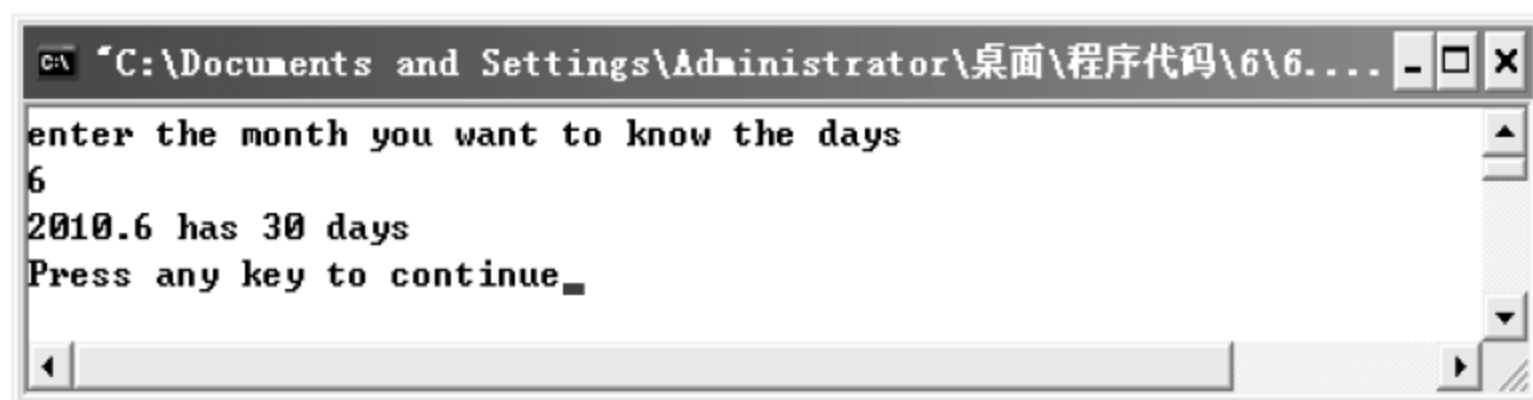 "C:\Documents and Settings\Administrator\桌面\程序代码\6\6....
enter the month you want to know the days
6
2010.6 has 30 days
Press any key to continue_